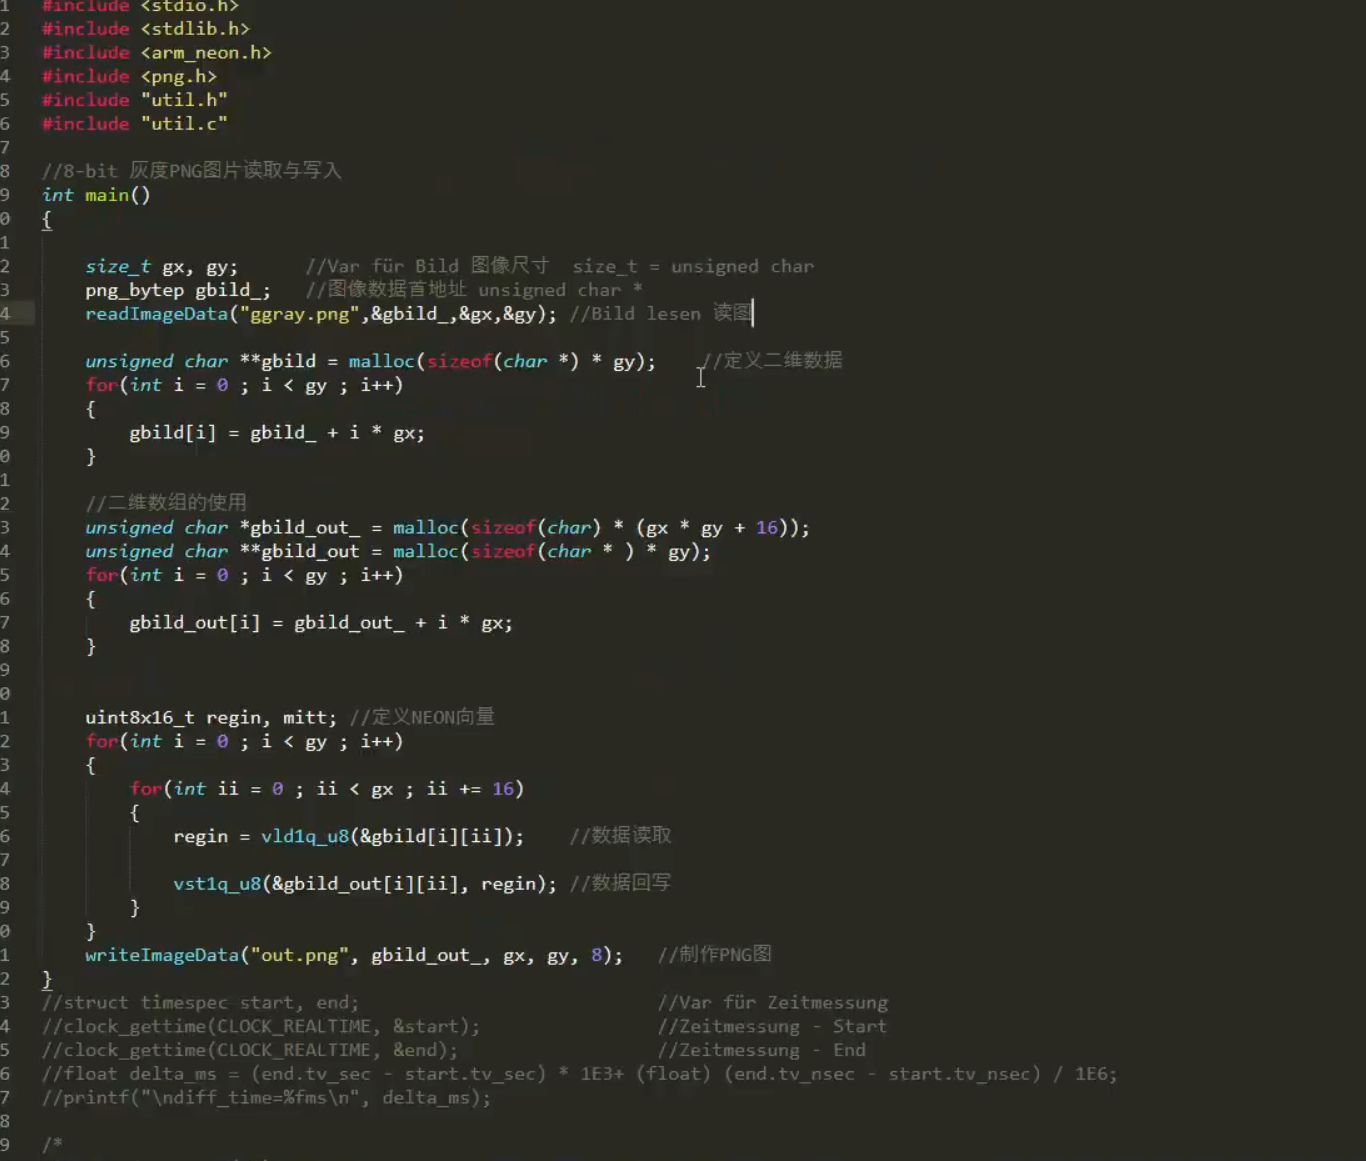 1 #include <stdio.h>
2 #include <stdlib.h>
3 #include <arm_neon.h>
4 #include <png.h>
5 #include "util.h"
6 #include "util.c"
7
8 //8-bit 灰度PNG图片读取与写入
9 int main()
0 {
1
2     size_t gx, gy;      //Var für Bild 图像尺寸  size_t = unsigned char
3     png_bytep gbild_;   //图像数据首地址 unsigned char *
4     readImageData("ggray.png",&gbild_,&gx,&gy); //Bild lesen 读图
5
6     unsigned char **gbild = malloc(sizeof(char *) * gy);    //定义二维数据
7     for(int i = 0 ; i < gy ; i++)
8     {
9         gbild[i] = gbild_ + i * gx;
0     }
1
2     //二维数组的使用
3     unsigned char *gbild_out_ = malloc(sizeof(char) * (gx * gy + 16));
4     unsigned char **gbild_out = malloc(sizeof(char * ) * gy);
5     for(int i = 0 ; i < gy ; i++)
6     {
7         gbild_out[i] = gbild_out_ + i * gx;
8     }
9
0
1     uint8x16_t regin, mitt; //定义NEON向量
2     for(int i = 0 ; i < gy ; i++)
3     {
4         for(int ii = 0 ; ii < gx ; ii += 16)
5         {
6             regin = vld1q_u8(&gbild[i][ii]);    //数据读取
7
8             vst1q_u8(&gbild_out[i][ii], regin); //数据回写
9         }
0     }
1     writeImageData("out.png", gbild_out_, gx, gy, 8);   //制作PNG图
2 }
3 //struct timespec start, end;                           //Var für Zeitmessung
4 //clock_gettime(CLOCK_REALTIME, &start);                //Zeitmessung - Start
5 //clock_gettime(CLOCK_REALTIME, &end);                  //Zeitmessung - End
6 //float delta_ms = (end.tv_sec - start.tv_sec) * 1E3+ (float) (end.tv_nsec - start.tv_nsec) / 1E6;
7 //printf("\ndiff_time=%fms\n", delta_ms);
8
9 /*